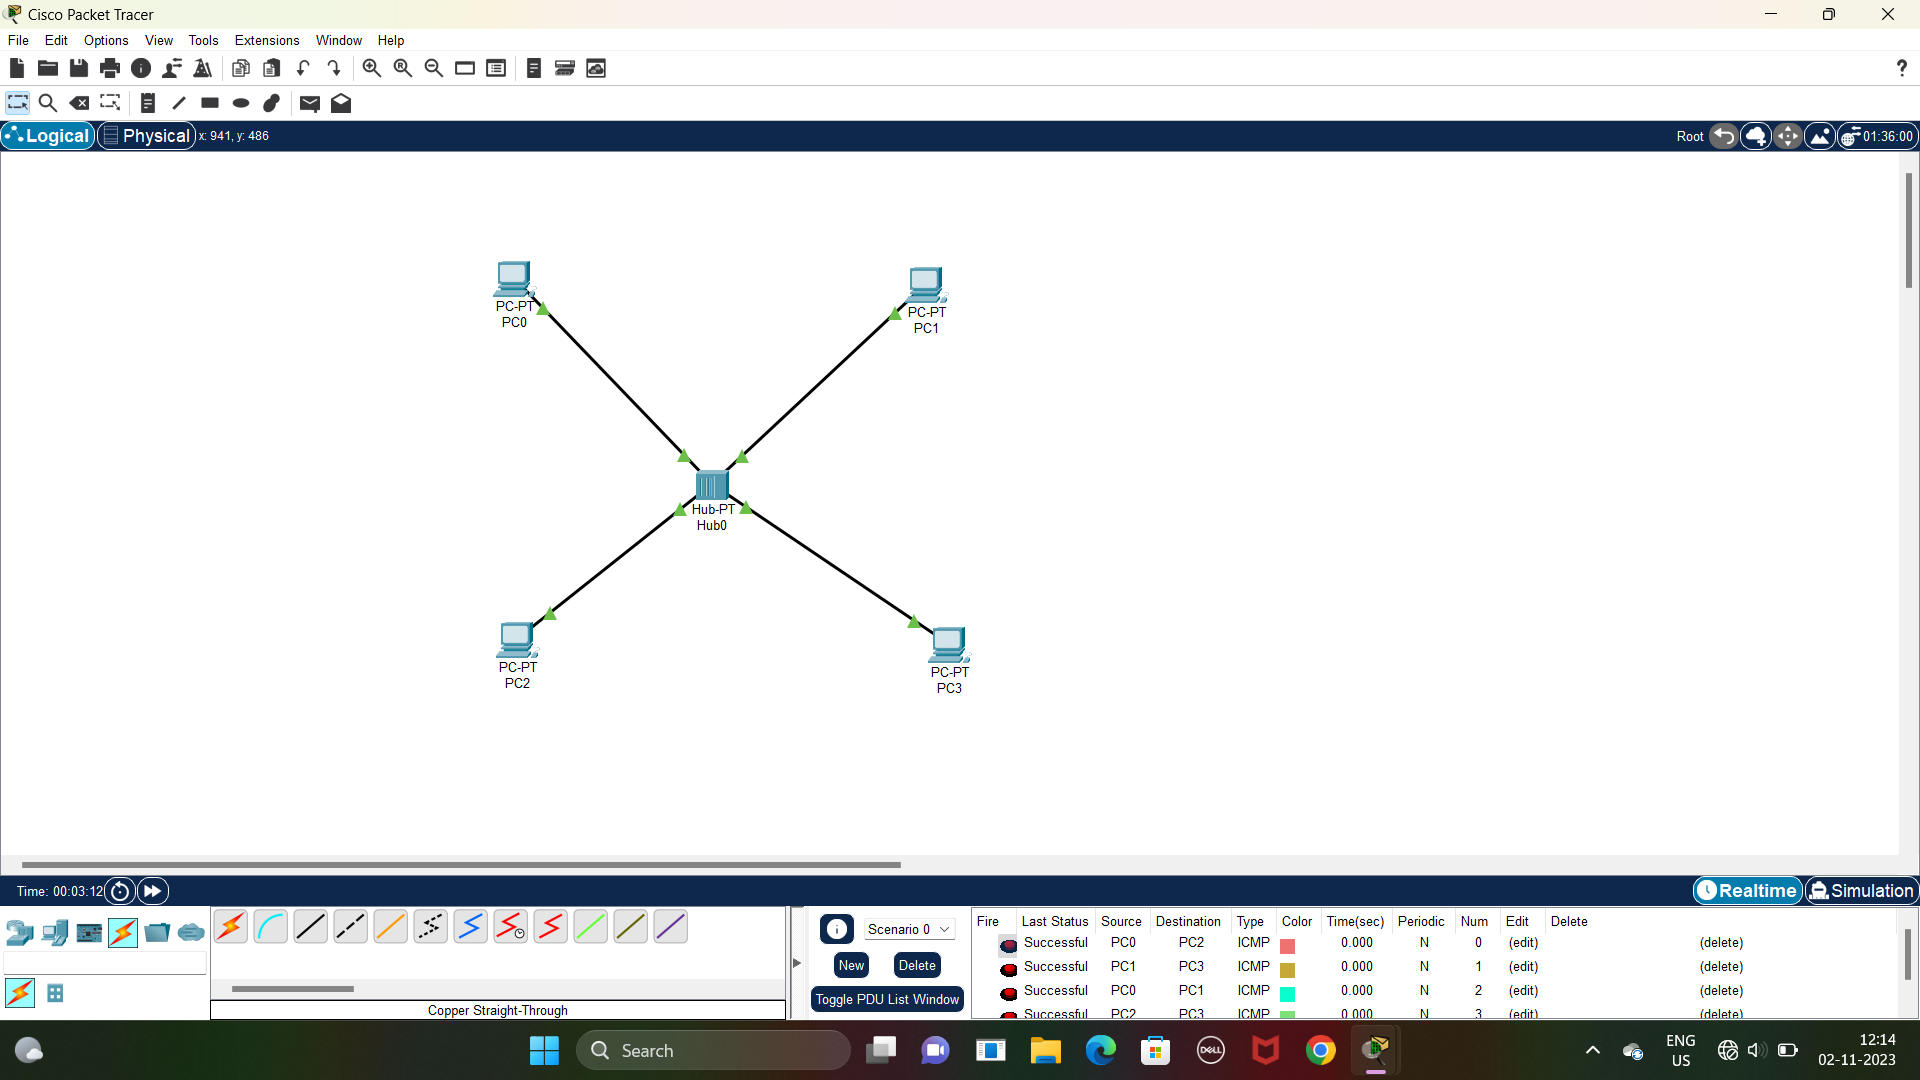 Cisco Packet Tracer
File Edit Options View Tools Extensions Window Help
?
Logical Physical x: 941, y: 486 Root 01:36:00
PC-PT
PC0
PC-PT
PC1
Hub-PT
Hub0
PC-PT
PC2
PC-PT
PC3
Time: 00:03:12 Realtime Simulation
Scenario 0
New Delete
Toggle PDU List Window
Copper Straight-Through
Fire Last Status Source Destination Type Color Time(sec) Periodic Num Edit Delete
Successful PC0 PC2 ICMP 0.000 N 0 (edit) (delete)
Successful PC1 PC3 ICMP 0.000 N 1 (edit) (delete)
Successful PC0 PC1 ICMP 0.000 N 2 (edit) (delete)
Successful PC2 PC3 ICMP 0.000 N 3 (edit) (delete)
Search
DELL
ENG
US
12:14
02-11-2023